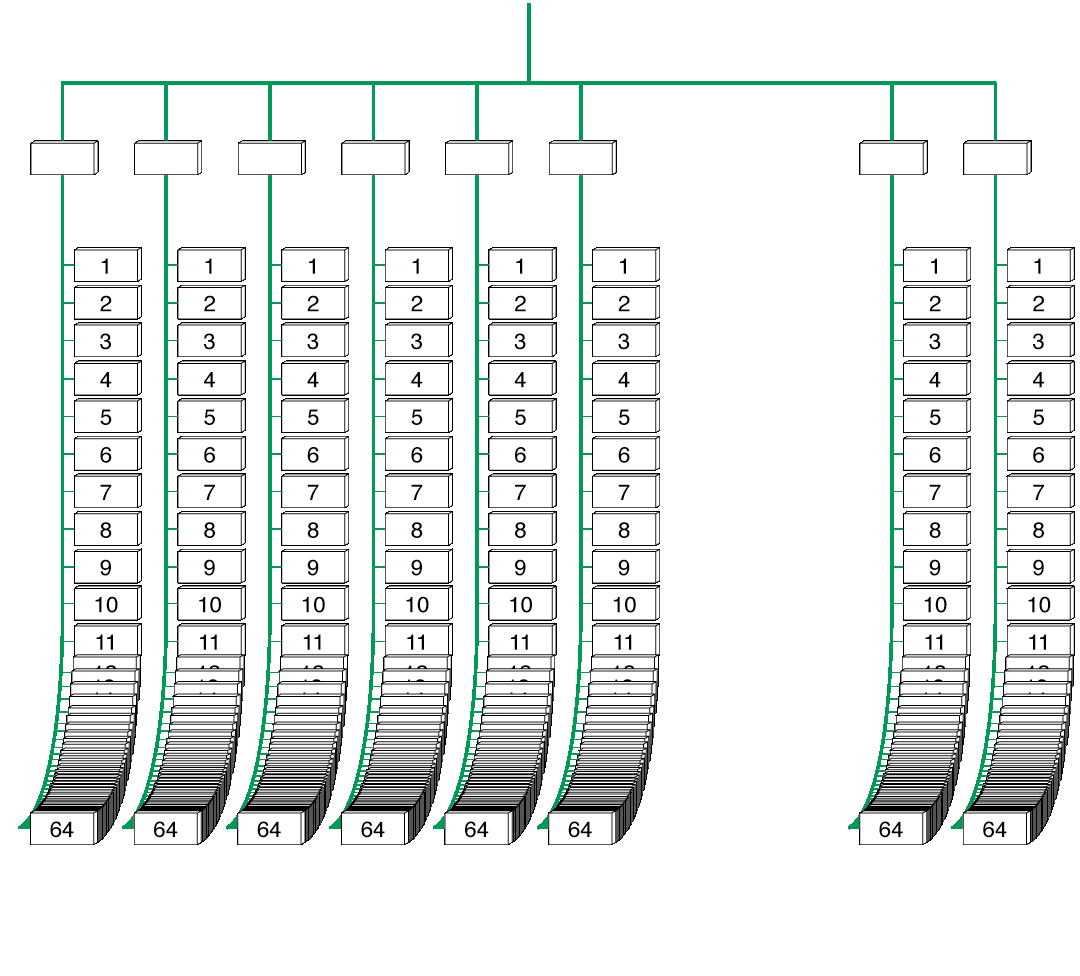 1 1 1 1 1 1 1 1
2 2 2 2 2 2 2 2
3 3 3 3 3 3 3 3
4 4 4 4 4 4 4 4
5 5 5 5 5 5 5 5
6 6 6 6 6 6 6 6
7 7 7 7 7 7 7 7
8 8 8 8 8 8 8 8
9 9 9 9 9 9 9 9
10 10 10 10 10 10 10 10
11 11 11 11 11 11 11 11
64 64 64 64 64 64 64 64